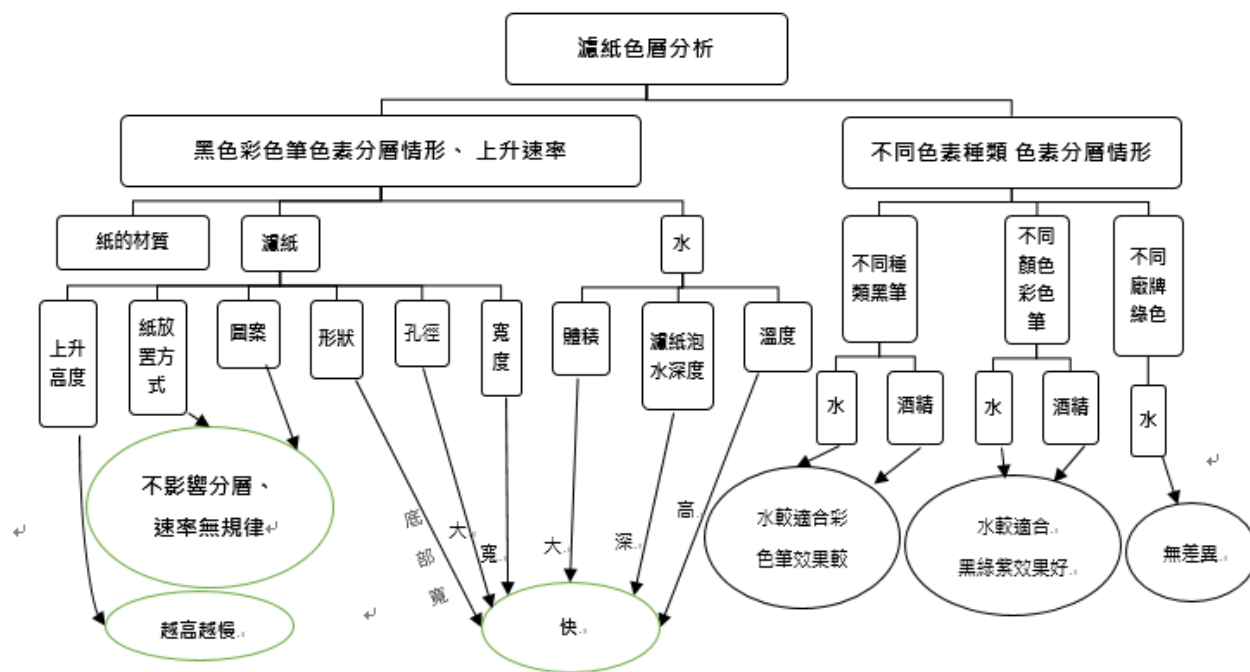 濾紙色層分析
黑色彩色筆色素分層情形、 上升速率
不同色素種類 色素分層情形
紙的材質
濾紙
水
不同種
類黑筆
不同
顏色
彩色
筆
不同
廠牌
綠色
上升
高度
紙放
置方
式
圖案
形狀
孔徑
寬
度
體積
濾紙泡
水深度
溫度
水
酒精
水
酒精
水
不影響分層、
速率無規律
底
部
寬
大
寬
大
深
高
水較適合彩
色筆效果較
水較適合
黑綠紫效果好
無差異
越高越慢
快